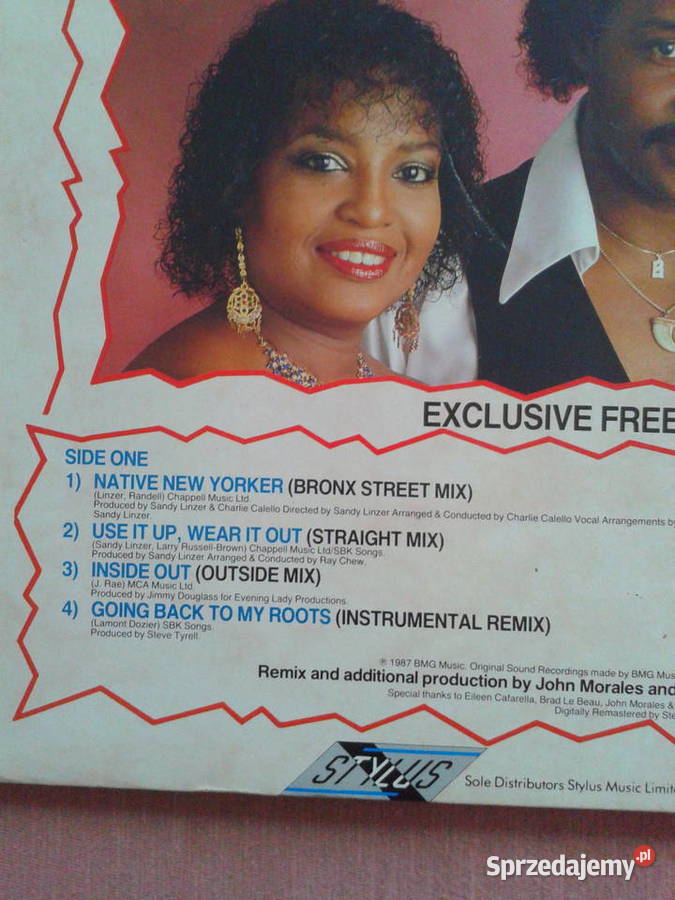 EXCLUSIVE FREE
SIDE ONE
1) NATIVE NEW YORKER (BRONX STREET MIX)
(Linzer, Randell) Chappell Music Ltd.
Produced by Sandy Linzer & Charlie Calello Directed by Sandy Linzer Arranged & Conducted by Charlie Calello Vocal Arrangements by
Sandy Linzer.
2) USE IT UP, WEAR IT OUT (STRAIGHT MIX)
(Sandy Linzer, Larry Russell-Brown) Chappell Music Ltd/SBK Songs.
Produced by Sandy Linzer Arranged & Conducted by Ray Chew.
3) INSIDE OUT (OUTSIDE MIX)
(J. Rae) MCA Music Ltd.
Produced by Jimmy Douglass for Evening Lady Productions.
4) GOING BACK TO MY ROOTS (INSTRUMENTAL REMIX)
(Lamont Dozier) SBK Songs.
Produced by Steve Tyrell.
℗ 1987 BMG Music. Original Sound Recordings made by BMG Mus
Remix and additional production by John Morales and
Special thanks to Eileen Catarella, Brad Le Beau, John Morales &
Digitally Remastered by Ste
STYLUS
Sole Distributors Stylus Music Limit
Sprzedajemy.pl